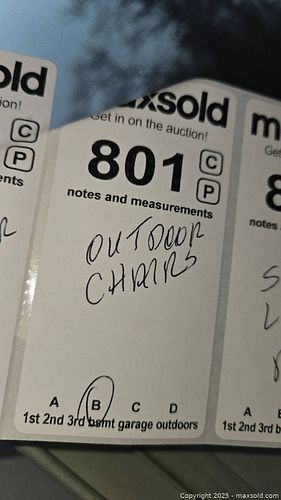 old
ion!
C
P
ents
maxsold
Get in on the auction!
801
C
P
notes and measurements
OUTDOOR
CHAIRS
A B C D
1st 2nd 3rd bsmt garage outdoors
m
Get
8
notes
S
L
A
1st 2nd 3rd b
Copyright 2025 - maxsold.com